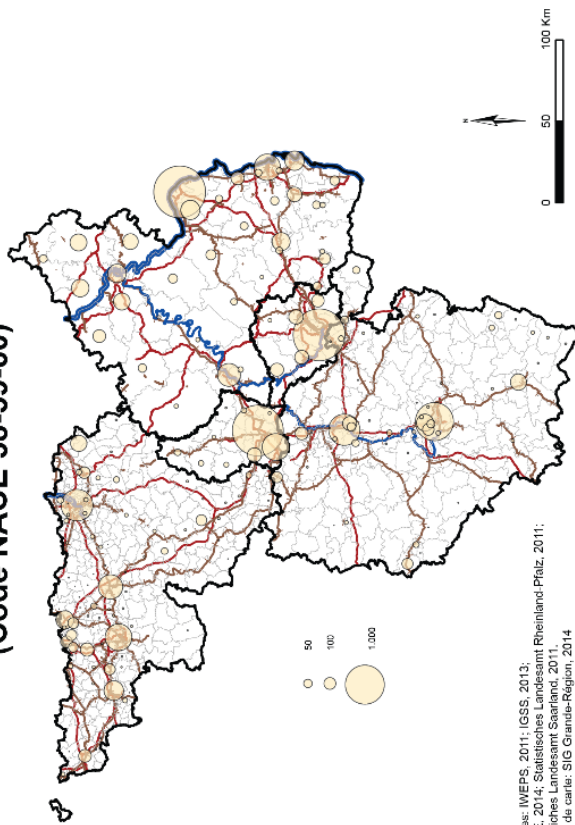 (Code NACE 58-59-60)
N
0 50 100 Km
50
100
1.000
es: IWEPS, 2011; IGSS, 2013;
, 2014; Statistisches Landesamt Rheinland-Pfalz, 2011;
iches Landesamt Saarland, 2011.
de carte: SIG Grande-Région, 2014